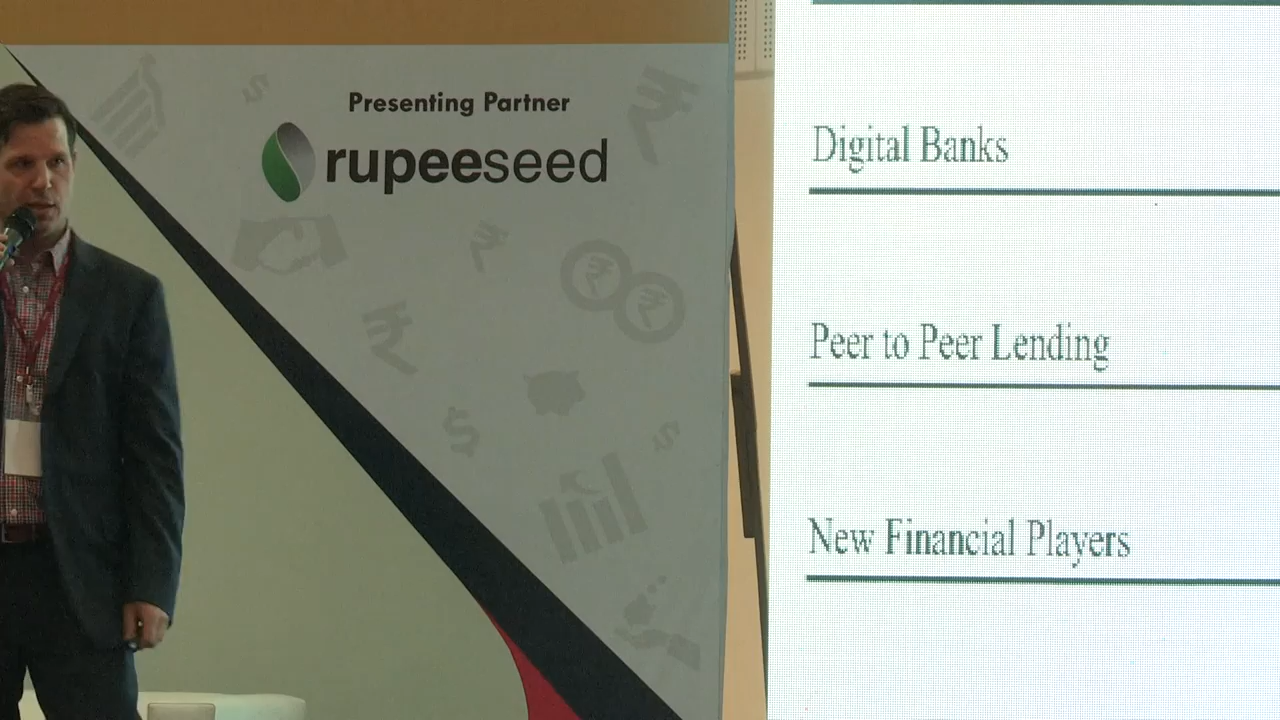 Presenting Partner
rupeeseed
Digital Banks
Peer to Peer Lending
New Financial Players